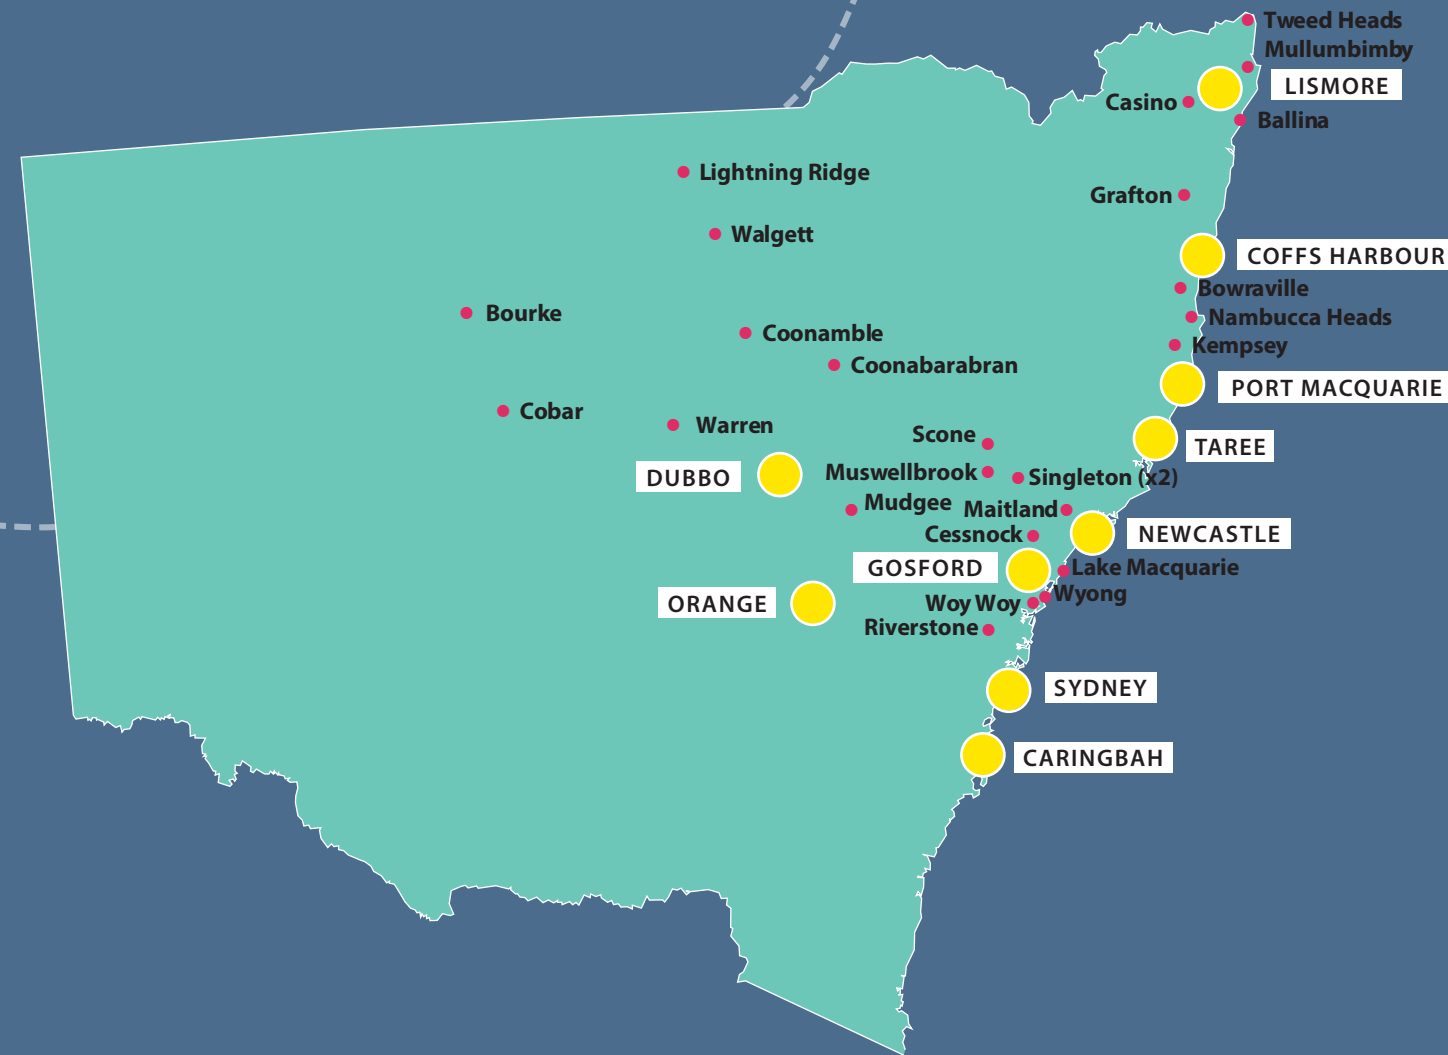 Tweed Heads
Mullumbimby
LISMORE
Casino
Ballina
Lightning Ridge
Grafton
Walgett
COFFS HARBOUR
Bowraville
Bourke
Nambucca Heads
Coonamble
Kempsey
Coonabarabran
PORT MACQUARIE
Cobar
Warren
Scone
TAREE
DUBBO
Muswellbrook
Singleton (x2)
Mudgee
Maitland
Cessnock
NEWCASTLE
GOSFORD
Lake Macquarie
Wyong
ORANGE
Woy Woy
Riverstone
SYDNEY
CARINGBAH